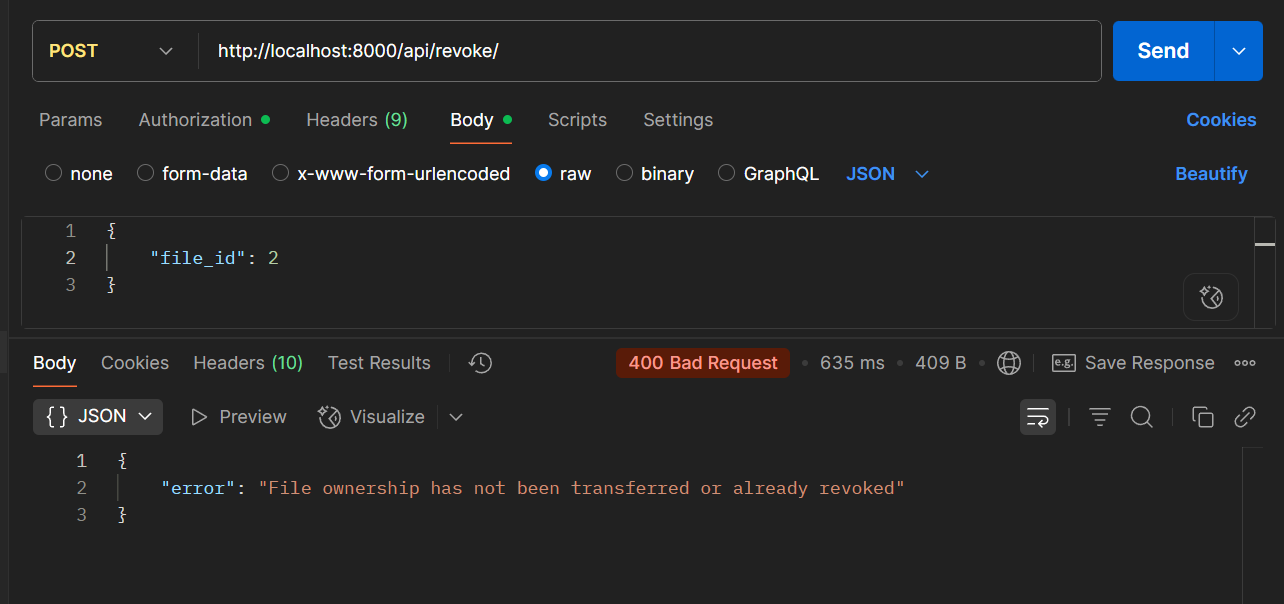 POST http://localhost:8000/api/revoke/ Send
Params Authorization Headers (9) Body Scripts Settings Cookies
none form-data x-www-form-urlencoded raw binary GraphQL JSON Beautify
1 {
2 "file_id": 2
3 }
Body Cookies Headers (10) Test Results 400 Bad Request 635 ms 409 B e.g. Save Response
{} JSON Preview Visualize
1 {
2 "error": "File ownership has not been transferred or already revoked"
3 }